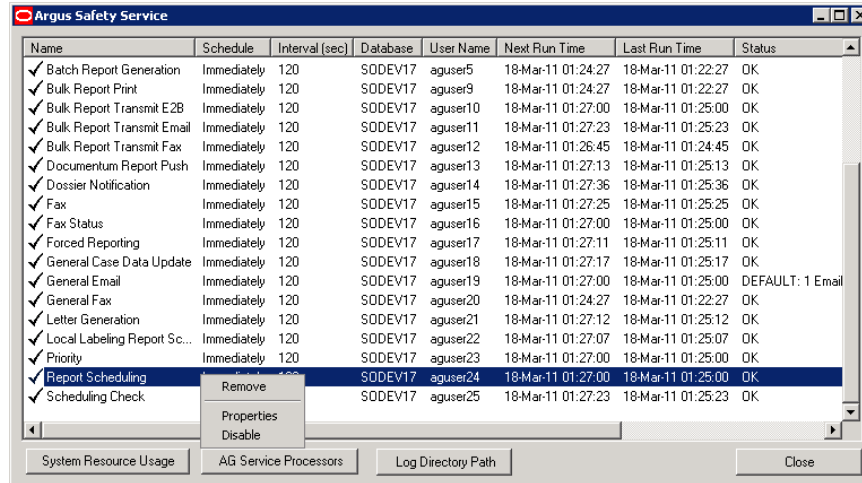 Argus Safety Service
Name Schedule Interval (sec) Database User Name Next Run Time Last Run Time Status
Batch Report Generation Immediately 120 SODEV17 aguser5 18-Mar-11 01:24:27 18-Mar-11 01:22:27 OK
Bulk Report Print Immediately 120 SODEV17 aguser9 18-Mar-11 01:24:27 18-Mar-11 01:22:27 OK
Bulk Report Transmit E2B Immediately 120 SODEV17 aguser10 18-Mar-11 01:27:00 18-Mar-11 01:25:00 OK
Bulk Report Transmit Email Immediately 120 SODEV17 aguser11 18-Mar-11 01:27:23 18-Mar-11 01:25:23 OK
Bulk Report Transmit Fax Immediately 120 SODEV17 aguser12 18-Mar-11 01:26:45 18-Mar-11 01:24:45 OK
Documentum Report Push Immediately 120 SODEV17 aguser13 18-Mar-11 01:27:13 18-Mar-11 01:25:13 OK
Dossier Notification Immediately 120 SODEV17 aguser14 18-Mar-11 01:27:36 18-Mar-11 01:25:36 OK
Fax Immediately 120 SODEV17 aguser15 18-Mar-11 01:27:25 18-Mar-11 01:25:25 OK
Fax Status Immediately 120 SODEV17 aguser16 18-Mar-11 01:27:00 18-Mar-11 01:25:00 OK
Forced Reporting Immediately 120 SODEV17 aguser17 18-Mar-11 01:27:11 18-Mar-11 01:25:11 OK
General Case Data Update Immediately 120 SODEV17 aguser18 18-Mar-11 01:27:17 18-Mar-11 01:25:17 OK
General Email Immediately 120 SODEV17 aguser19 18-Mar-11 01:27:00 18-Mar-11 01:25:00 DEFAULT: 1 Email
General Fax Immediately 120 SODEV17 aguser20 18-Mar-11 01:24:27 18-Mar-11 01:22:27 OK
Letter Generation Immediately 120 SODEV17 aguser21 18-Mar-11 01:27:12 18-Mar-11 01:25:12 OK
Local Labeling Report Sc... Immediately 120 SODEV17 aguser22 18-Mar-11 01:27:07 18-Mar-11 01:25:07 OK
Priority Immediately 120 SODEV17 aguser23 18-Mar-11 01:27:00 18-Mar-11 01:25:00 OK
Report Scheduling SODEV17 aguser24 18-Mar-11 01:27:00 18-Mar-11 01:25:00 OK
Scheduling Check SODEV17 aguser25 18-Mar-11 01:27:23 18-Mar-11 01:25:23 OK
Remove
Properties
Disable
System Resource Usage AG Service Processors Log Directory Path Close